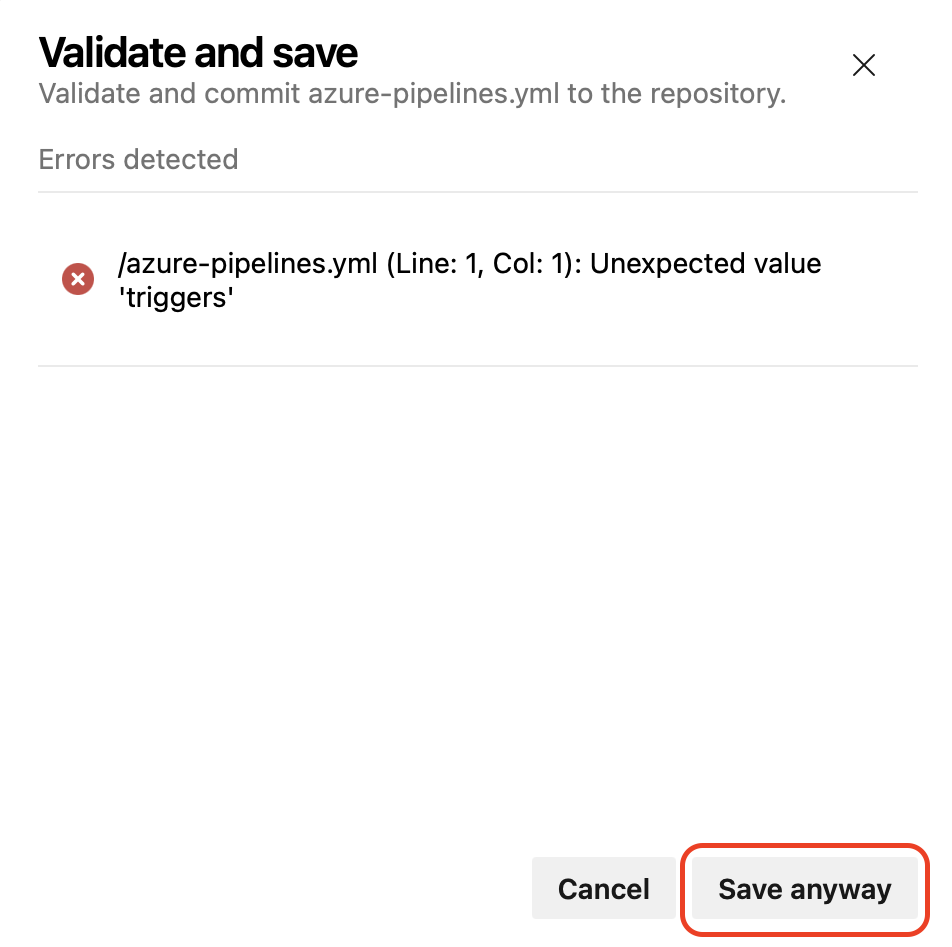 Validate and save
Validate and commit azure-pipelines.yml to the repository.
Errors detected
/azure-pipelines.yml (Line: 1, Col: 1): Unexpected value
'triggers'
Cancel
Save anyway